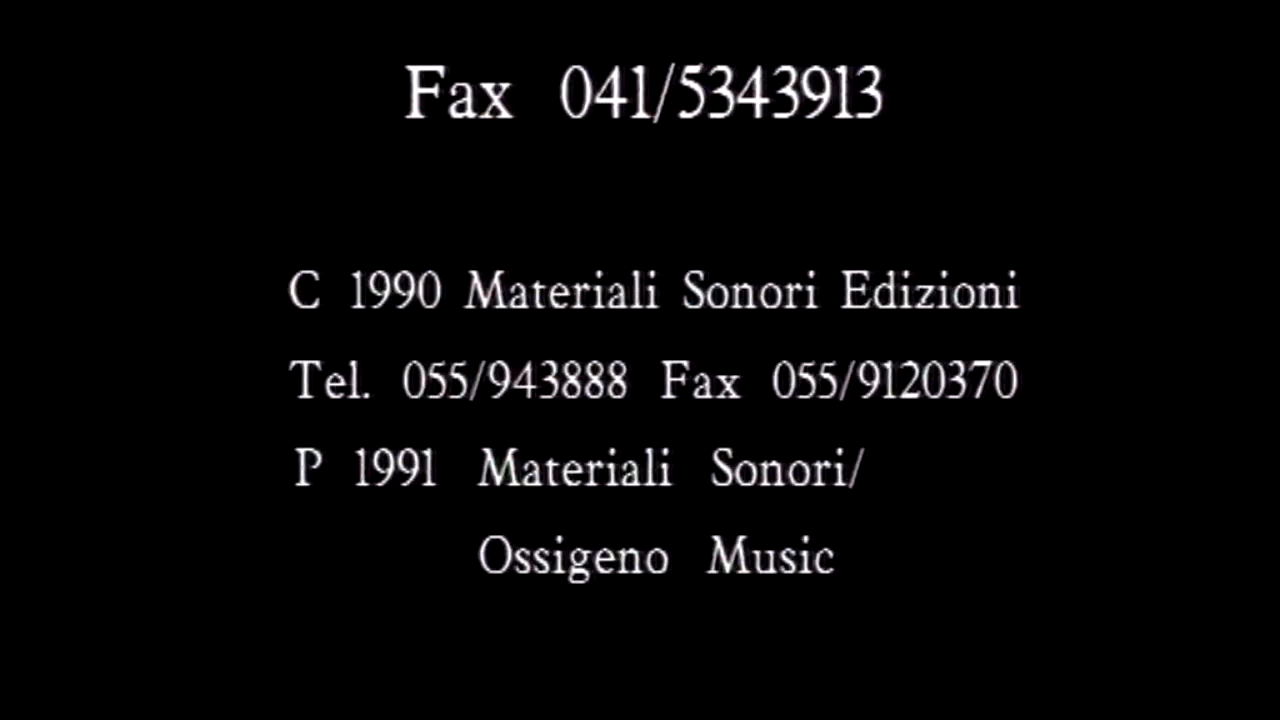 Fax 041/5343913
C 1990 Materiali Sonori Edizioni
Tel. 055/943888 Fax 055/9120370
P 1991 Materiali Sonori/
Ossigeno Music